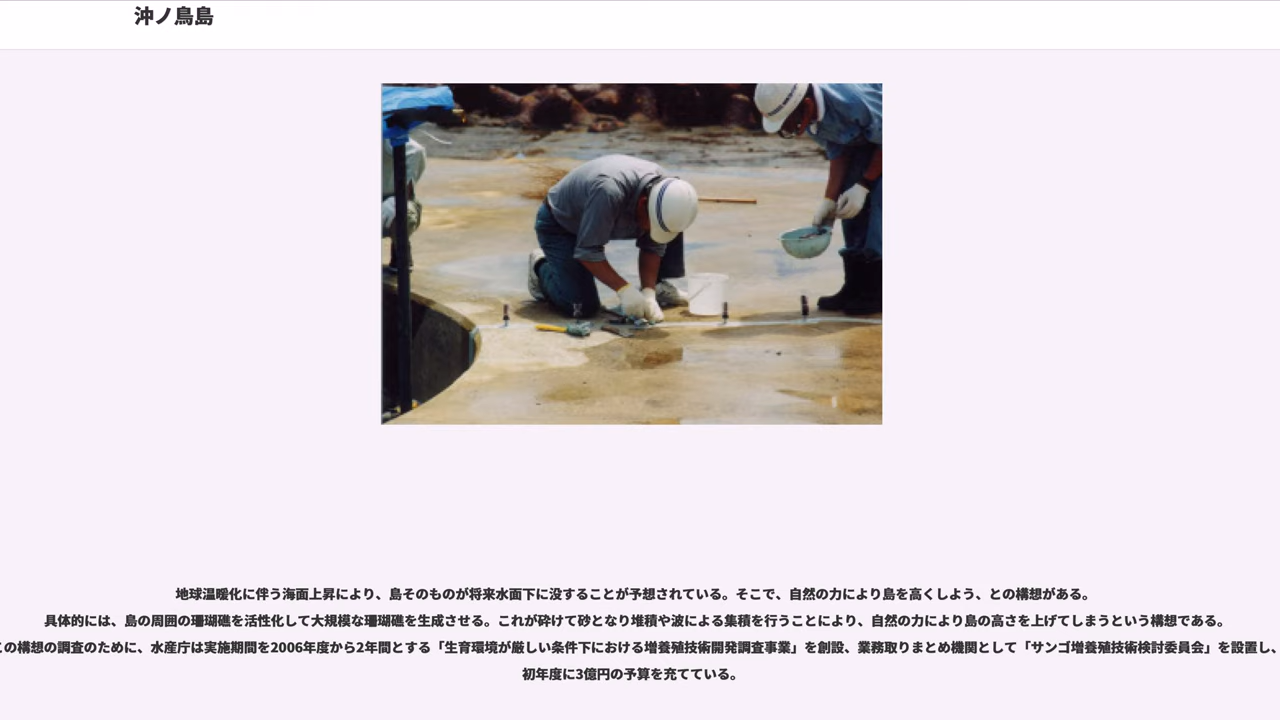 沖ノ鳥島
地球温暖化に伴う海面上昇により、島そのものが将来水面下に没することが予想されている。そこで、自然の力により島を高くしよう、との構想がある。
具体的には、島の周囲の珊瑚礁を活性化して大規模な珊瑚礁を生成させる。これが砕けて砂となり堆積や波による集積を行うことにより、自然の力により島の高さを上げてしまうという構想である。
この構想の調査のために、水産庁は実施期間を2006年度から2年間とする「生育環境が厳しい条件下における増養殖技術開発調査事業」を創設、業務取りまとめ機関として「サンゴ増養殖技術検討委員会」を設置し、
初年度に3億円の予算を充てている。